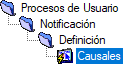 Procesos de Usuario
Notificación
Definición
Causales